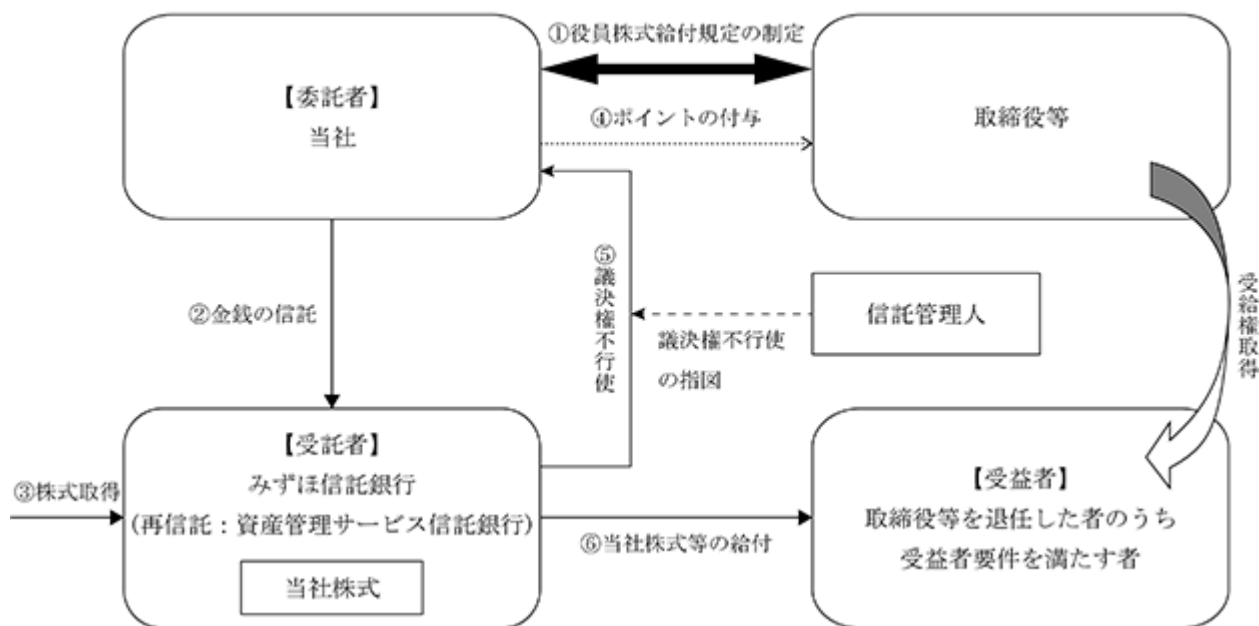 ①役員株式給付規定の制定
【委託者】
当社
④ポイントの付与
取締役等
②金銭の信託
⑤議決権不行使
議決権不行使
の指図
信託管理人
受給権取得
③株式取得
【受託者】
みずほ信託銀行
(再信託：資産管理サービス信託銀行)
当社株式
⑥当社株式等の給付
【受益者】
取締役等を退任した者のうち
受益者要件を満たす者